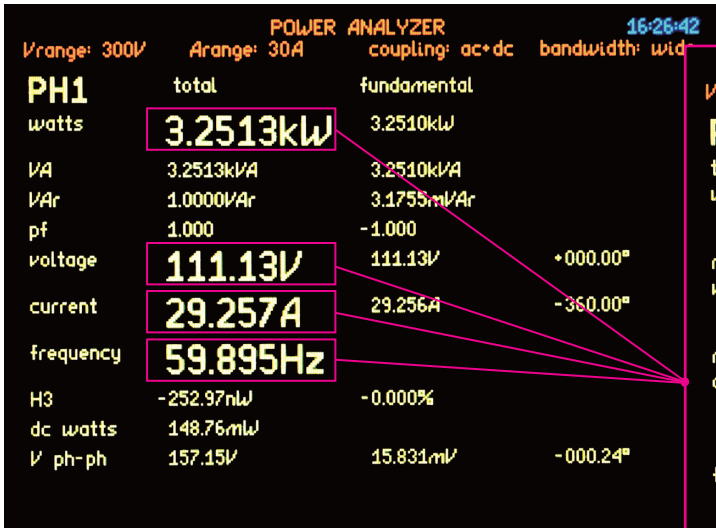 POWER ANALYZER 16:26:42
Vrange: 300V Arange: 30A coupling: ac+dc bandwidth: wide
PH1 total fundamental
watts 3.2513kW 3.2510kW
VA 3.2513kVA 3.2510kVA
VAr 1.0000VAr 3.1755mVAr
pf 1.000 -1.000
voltage 111.13V 111.13V +000.00°
current 29.257A 29.256A -360.00°
frequency 59.895Hz
H3 -252.97nW -0.000%
dc watts 148.76mW
V ph-ph 157.15V 15.831mV -000.24°